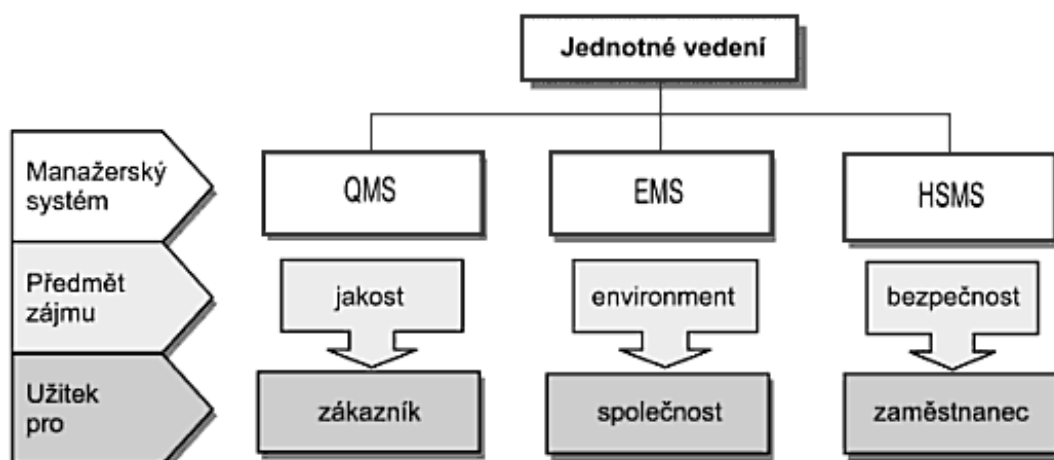 Jednotné vedení
Manažerský
systém
QMS
EMS
HSMS
Předmět
zájmu
jakost
environment
bezpečnost
Užitek
pro
zákazník
společnost
zaměstnanec